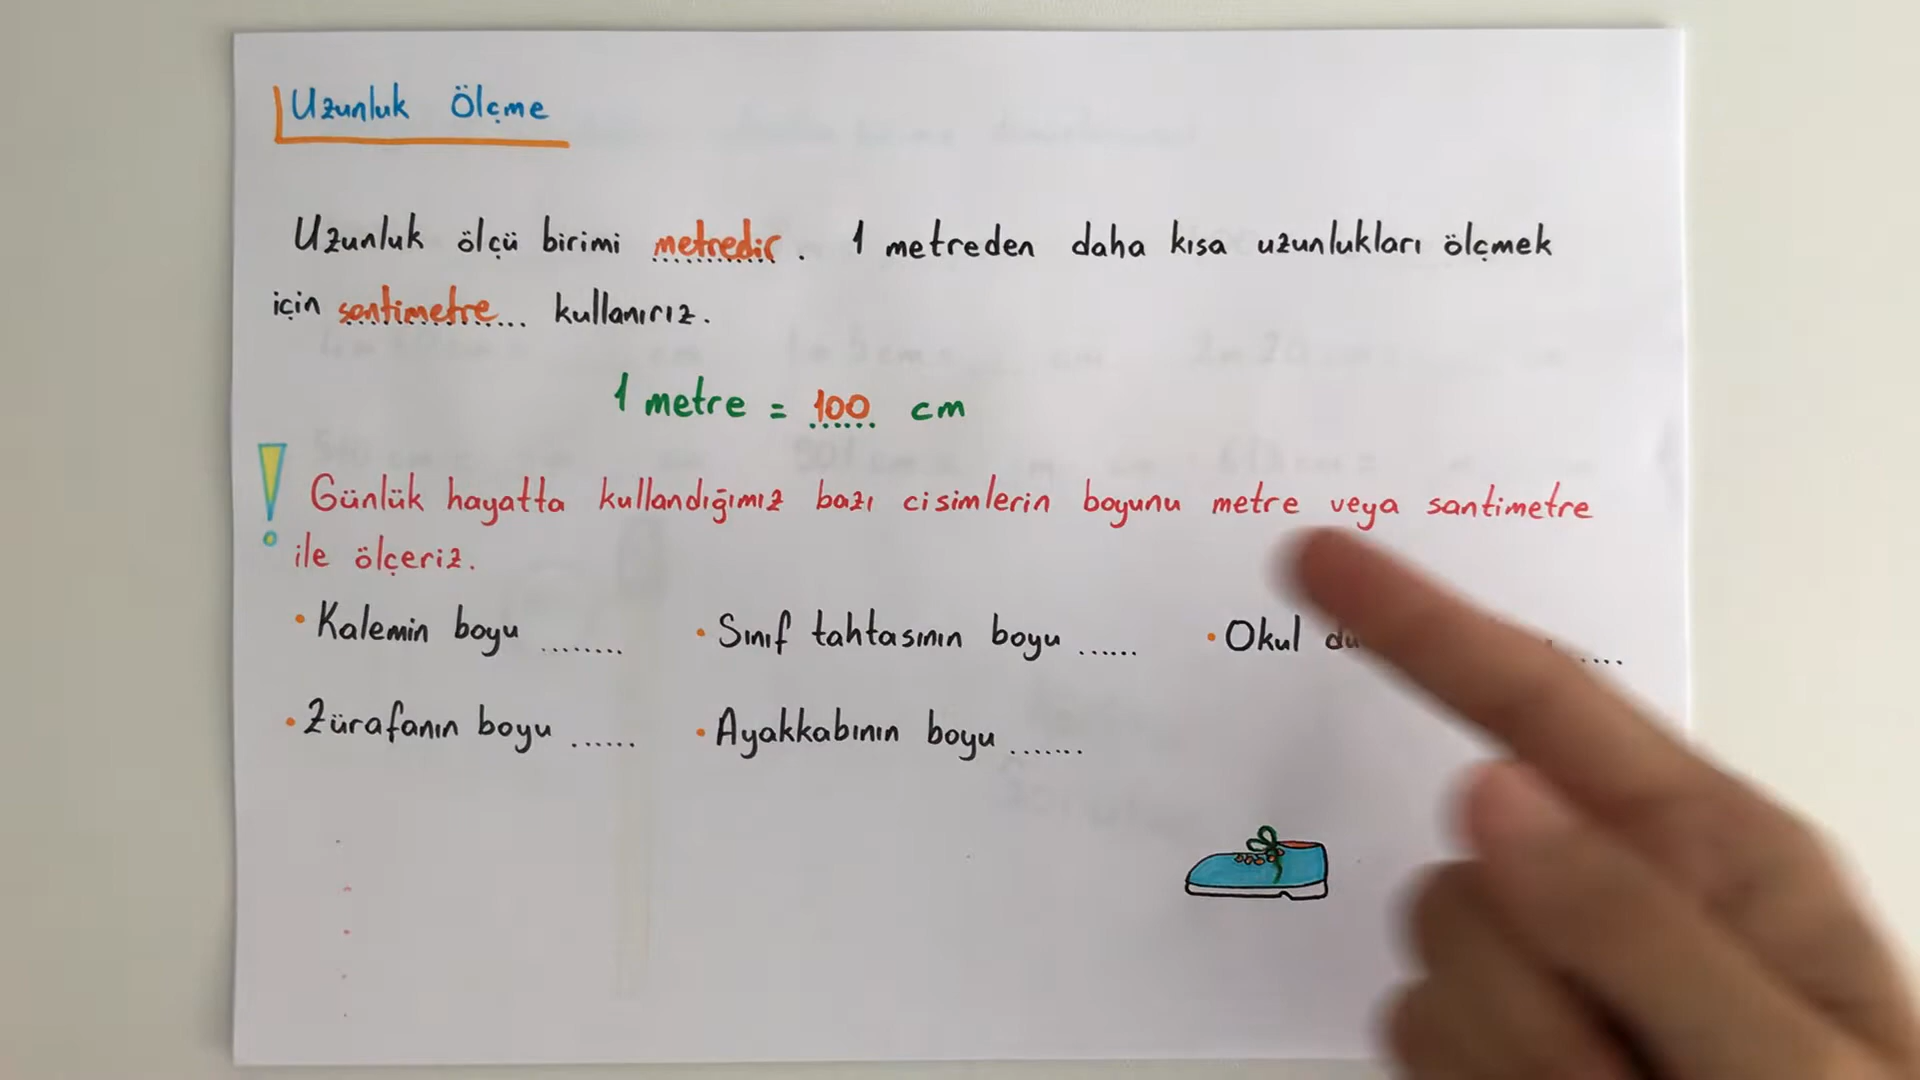 Uzunluk Ölçme
Uzunluk ölçü birimi metredir. 1 metreden daha kısa uzunlukları ölçmek
için santimetre... kullanırız.
1 metre = 100 cm
! Günlük hayatta kullandığımız bazı cisimlerin boyunu metre veya santimetre
ile ölçeriz.
• Kalemin boyu ........ • Sınıf tahtasının boyu ...... • Okul
• Zürafanın boyu ...... • Ayakkabının boyu .......